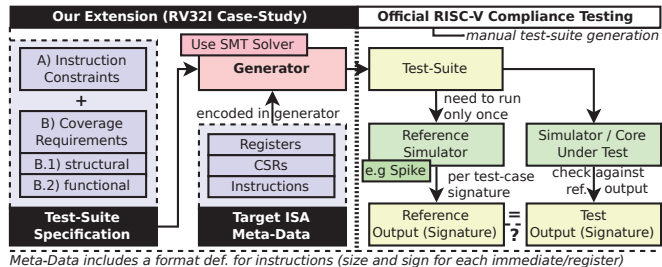 Our Extension (RV32I Case-Study)
Official RISC-V Compliance Testing
manual test-suite generation
Use SMT Solver
Generator
A) Instruction
Constraints
+
B) Coverage
Requirements
B.1) structural
B.2) functional
Test-Suite
Specification
encoded in generator
Registers
CSRs
Instructions
Target ISA
Meta-Data
Test-Suite
need to run
only once
Reference
Simulator
e.g Spike
per test-case
signature
Reference
Output (Signature)
=
?
Simulator / Core
Under Test
check against
ref. output
Test
Output (Signature)
Meta-Data includes a format def. for instructions (size and sign for each immediate/register)